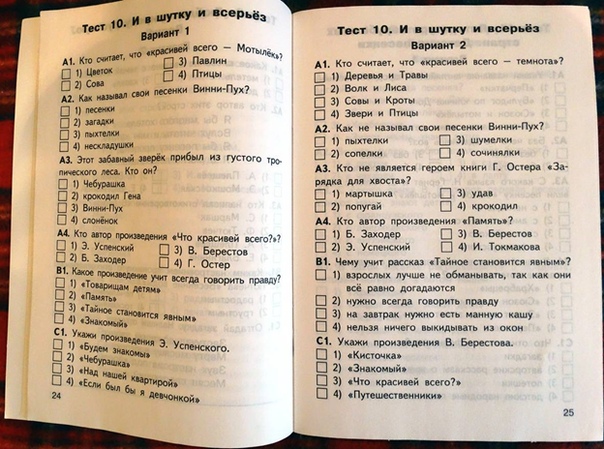 Тест 10. И в шутку и всерьёз
Вариант 1
А1. Кто считает, что «красивей всего — Мотылёк»?
1) Цветок
3) Павлин
2) Сова
4) Птицы
А2. Как называл свои песенки Винни-Пух?
1) песенки
2) загадки
3) пыхтелки
4) нескладушки
А3. Этот забавный зверёк прибыл из густого тро-
пического леса. Кто он?
1) Чебурашка
2) крокодил Гена
3) Винни-Пух
4) слонёнок
А4. Кто автор произведения «Что красивей всего?»?
1) Э. Успенский
3) В. Берестов
2) Б. Заходер
4) Г. Остер
В1. Какое произведение учит всегда говорить правду?
1) «Товарищам детям»
2) «Память»
3) «Тайное становится явным»
4) «Знакомый»
С1. Укажи произведения Э. Успенского.
1) «Будем знакомы»
2) «Чебурашка»
3) «Над нашей квартирой»
4) «Если был бы я девчонкой»
24
Тест 10. И в шутку и всерьёз
Вариант 2
А1. Кто считает, что «красивей всего — темнота»?
1) Деревья и Травы
2) Волк и Лиса
3) Совы и Кроты
4) Звери и Птицы
А2. Как не называл свои песенки Винни-Пух?
1) пыхтелки
3) шумелки
2) сопелки
4) сочинялки
А3. Кто не является героем книги Г. Остера «За-
рядка для хвоста»?
1) мартышка
3) удав
2) попугай
4) крокодил
А4. Кто автор произведения «Память»?
1) Б. Заходер
3) В. Берестов
2) Э. Успенский
4) И. Токмакова
В1. Чему учит рассказ «Тайное становится явным»?
1) взрослых лучше не обманывать, так как они
всё равно догадаются
2) нужно всегда говорить правду
3) на завтрак нужно есть манную кашу
4) нельзя ничего выкидывать из окон
С1. Укажи произведения В. Берестова.
1) «Кисточка»
2) «Знакомый»
3) «Что красивей всего?»
4) «Путешественники»
25